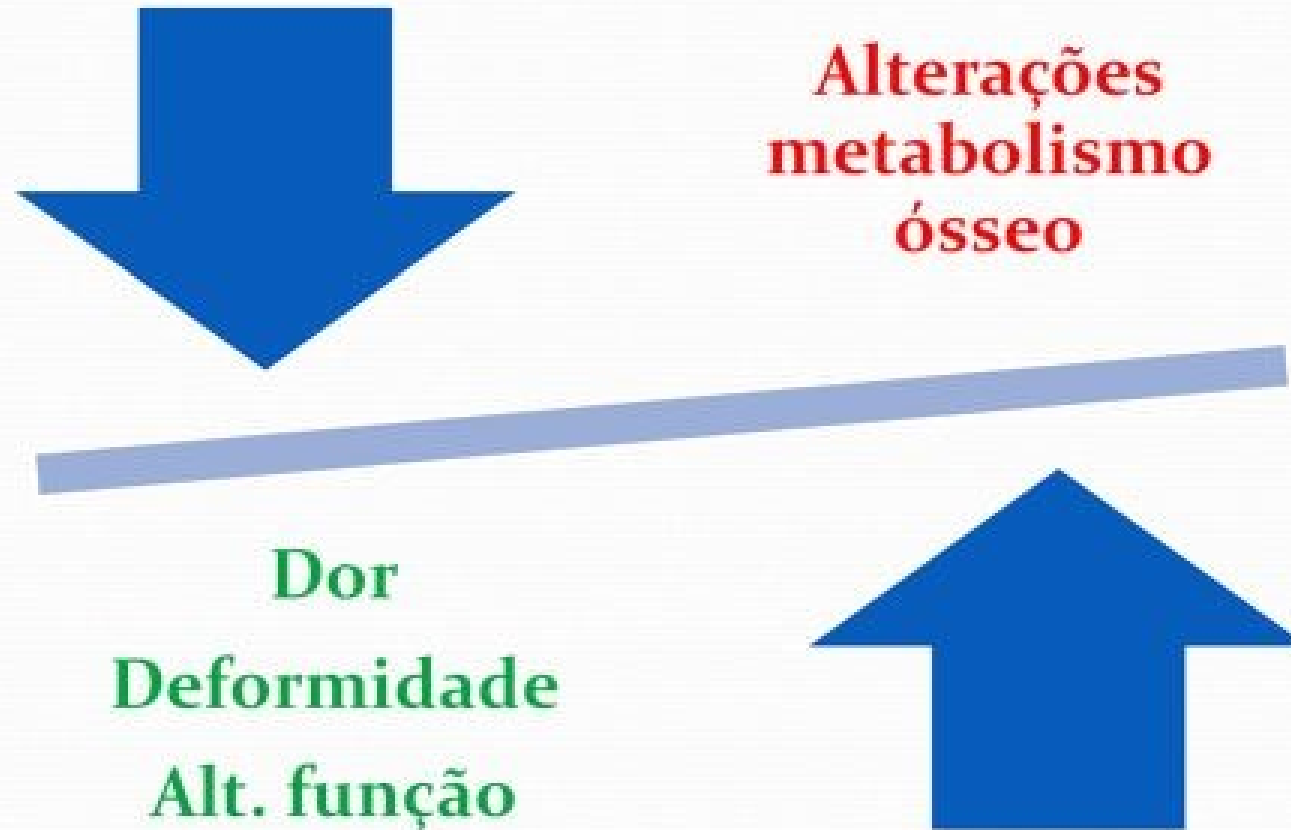 Alterações
metabolismo
ósseo
Dor
Deformidade
Alt. função